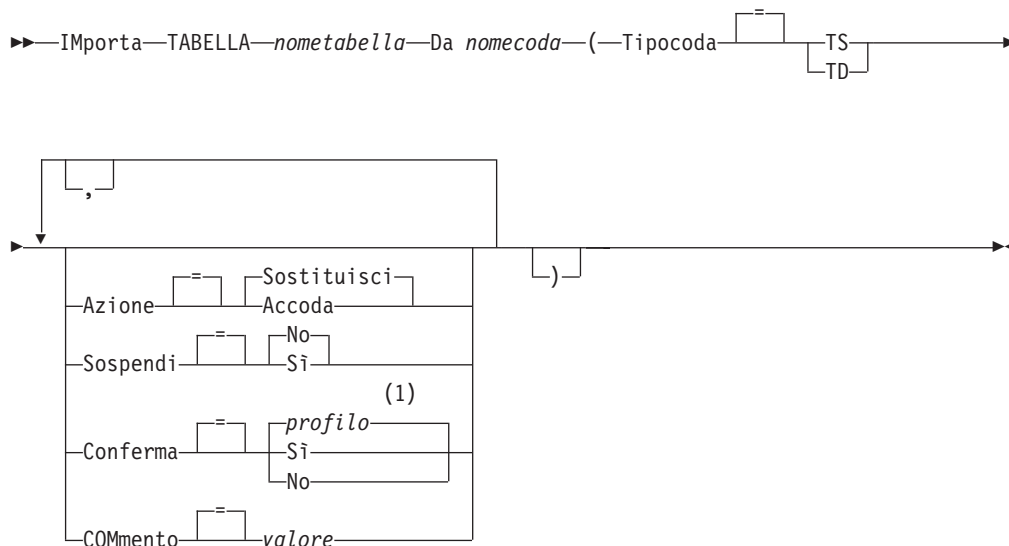 =
IMporta TABELLA nometabella Da nomecoda ( Tipocoda TS
TD
,
Sostituisci
=
Azione Accoda
)
No
=
Sospendi Sì
(1)
profilo
=
Conferma Sì
No
=
COMmento valore